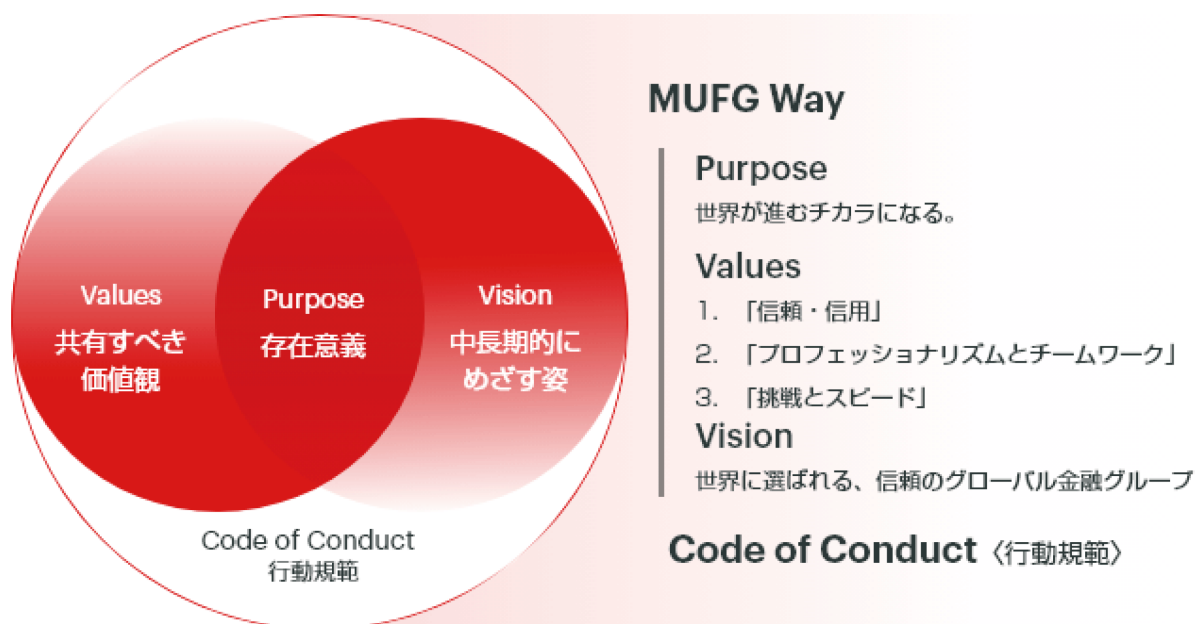 Values
共有すべき
価値観
Purpose
存在意義
Vision
中長期的に
めざす姿
Code of Conduct
行動規範
MUFG Way
Purpose
世界が進むチカラになる。
Values
1. 「信頼・信用」
2. 「プロフェッショナリズムとチームワーク」
3. 「挑戦とスピード」
Vision
世界に選ばれる、信頼のグローバル金融グループ
Code of Conduct〈行動規範〉